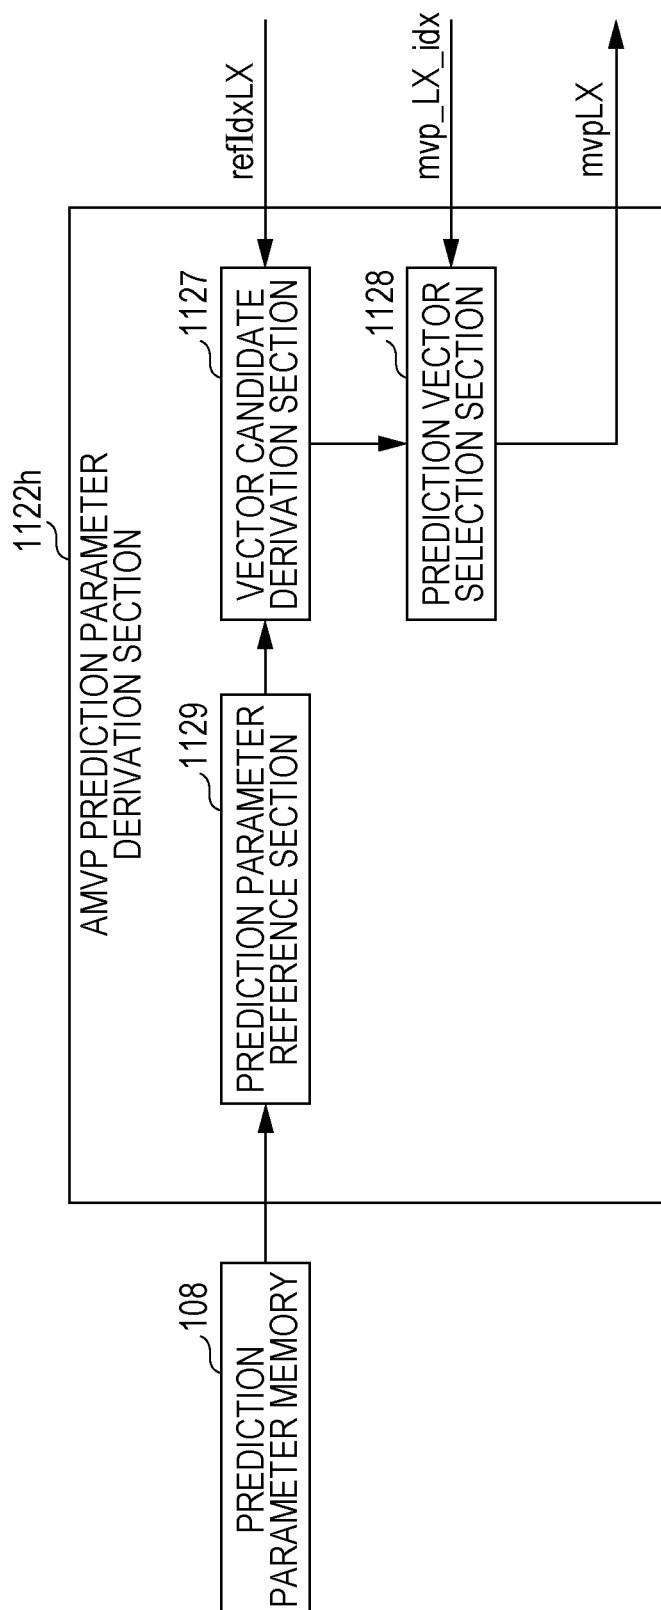 1122h
AMVP PREDICTION PARAMETER
DERIVATION SECTION
108
PREDICTION
PARAMETER MEMORY
1129
PREDICTION PARAMETER
REFERENCE SECTION
1127
VECTOR CANDIDATE
DERIVATION SECTION
refIdxLX
1128
PREDICTION VECTOR
SELECTION SECTION
mvp_LX_idx
mvpLX